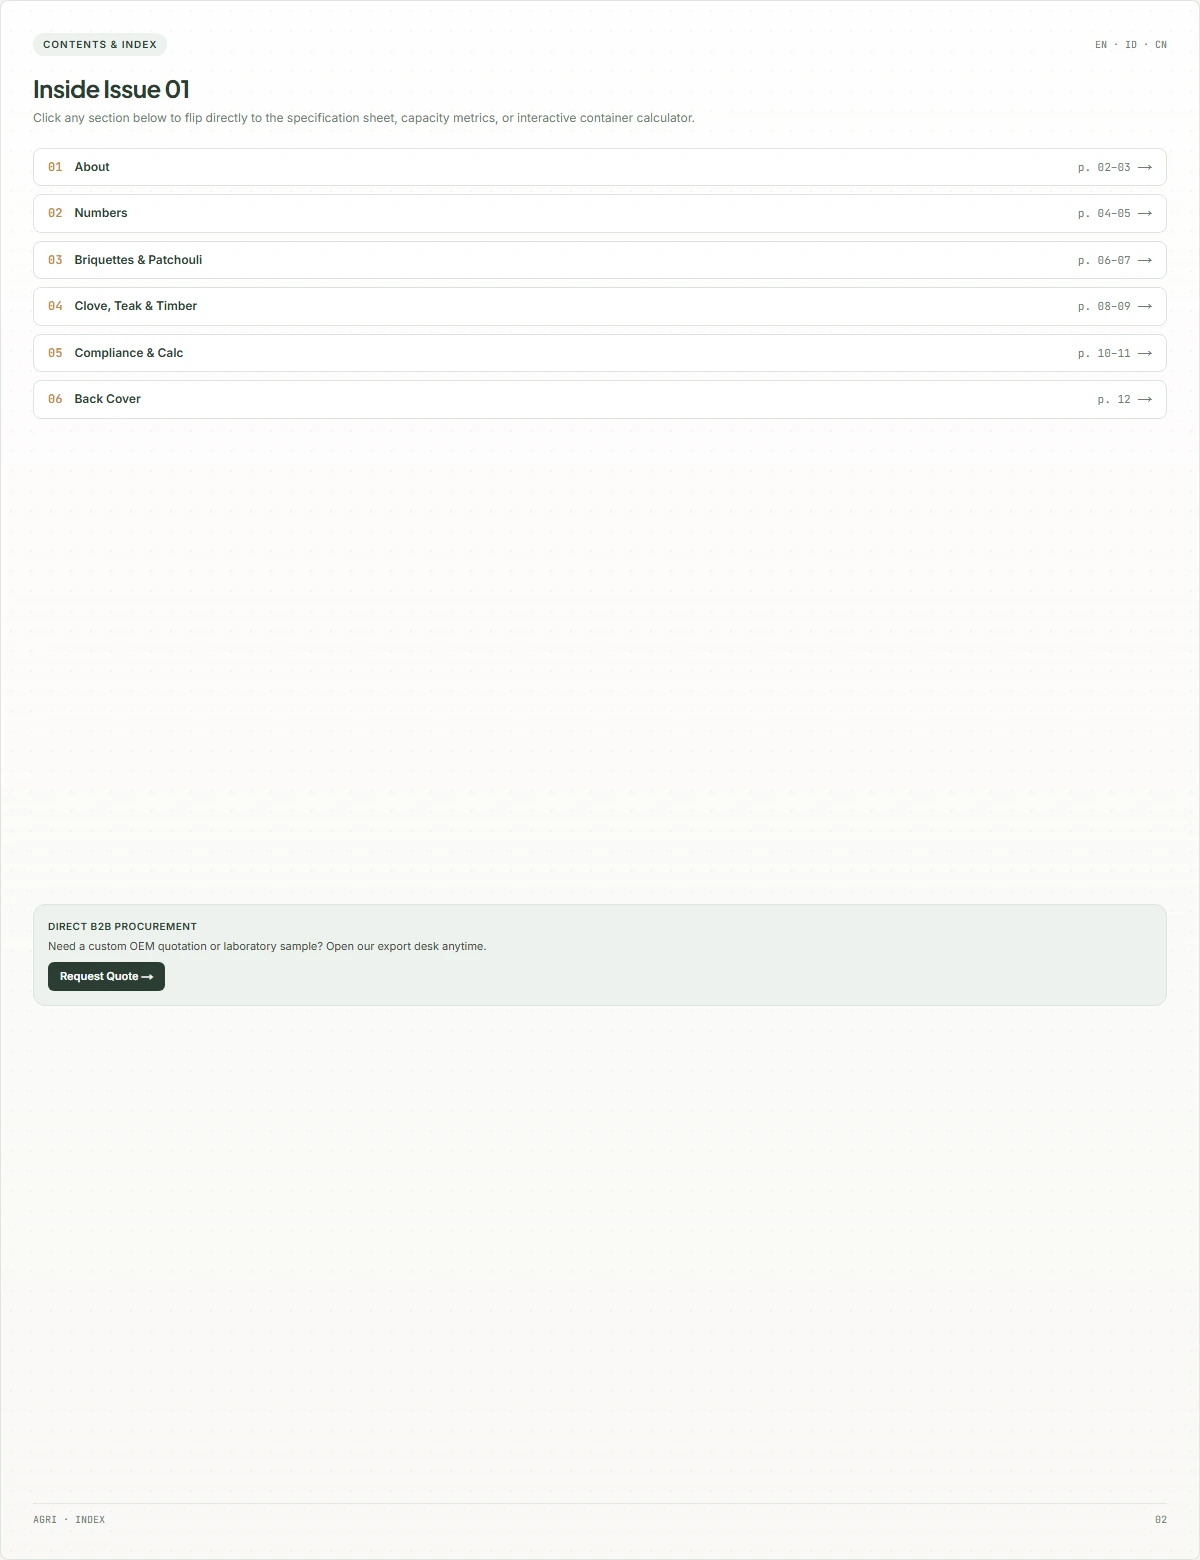 CONTENTS & INDEX
EN · ID · CN
Inside Issue 01
Click any section below to flip directly to the specification sheet, capacity metrics, or interactive container calculator.
01 About p. 02–03 →
02 Numbers p. 04–05 →
03 Briquettes & Patchouli p. 06–07 →
04 Clove, Teak & Timber p. 08–09 →
05 Compliance & Calc p. 10–11 →
06 Back Cover p. 12 →
DIRECT B2B PROCUREMENT
Need a custom OEM quotation or laboratory sample? Open our export desk anytime.
Request Quote →
AGRI · INDEX
02